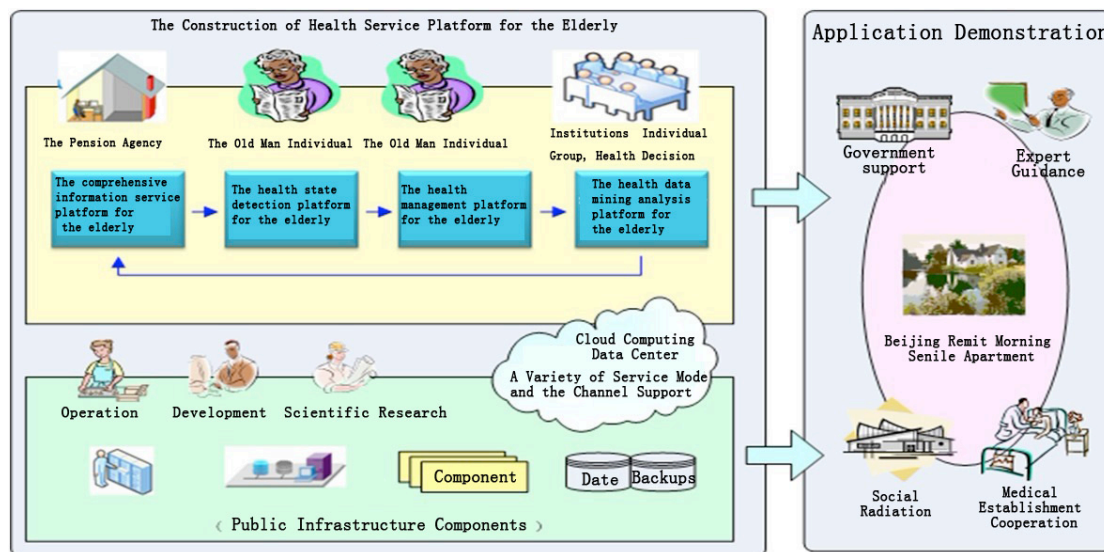 The Construction of Health Service Platform for the Elderly
The Pension Agency
The Old Man Individual
The Old Man Individual
Institutions Individual
Group, Health Decision
The comprehensive
information service
platform for
the elderly
The health state
detection platform
for the elderly
The health
management platform
for the elderly
The health data
mining analysis
platform for
the elderly
Cloud Computing
Data Center
A Variety of Service Mode
and the Channel Support
Operation
Development
Scientific Research
Component
Date
Backups
( Public Infrastructure Components )
Application Demonstration
Government
support
Expert
Guidance
Beijing Remit Morning
Senile Apartment
Social
Radiation
Medical
Establishment
Cooperation